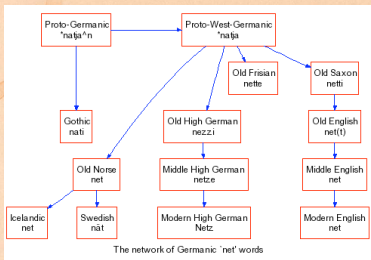 Proto-Germanic
*natja^n
Proto-West-Germanic
*natja
Old Frisian
nette
Old Saxon
netti
Gothic
nati
Old High German
nezzi
Old English
net(t)
Old Norse
net
Middle High German
netze
Middle English
net
Icelandic
net
Swedish
nät
Modern High German
Netz
Modern English
net
The network of Germanic `net' words